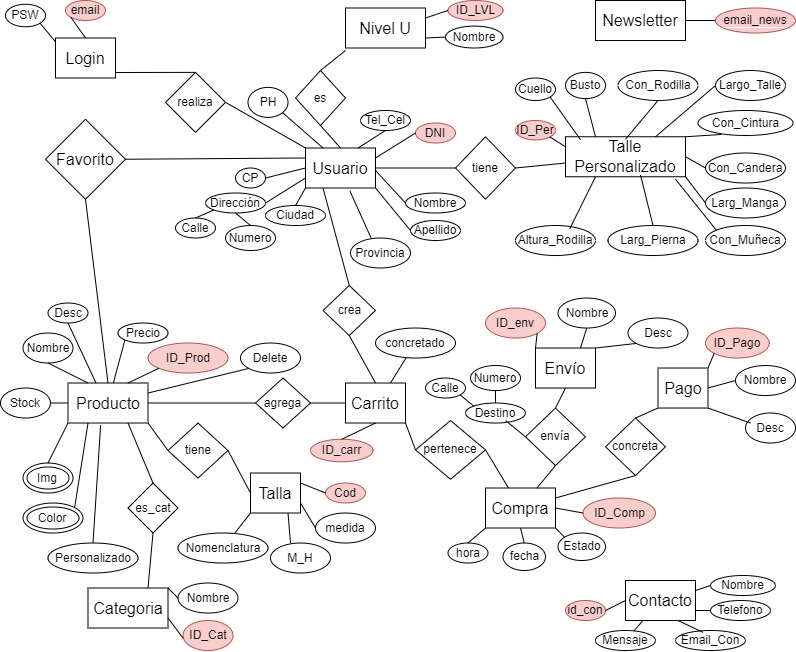 PSW
email
Login
realiza
Nivel U
ID_LVL
Nombre
es
Newsletter
email_news
PH
Tel_Cel
DNI
Usuario
CP
Dirección
Calle
Numero
Ciudad
Provincia
Nombre
Apellido
tiene
Cuello
Busto
Con_Rodilla
Largo_Talle
Con_Cintura
ID_Per
Talle
Personalizado
Con_Candera
Larg_Manga
Con_Muñeca
Larg_Pierna
Altura_Rodilla
Favorito
crea
Desc
Nombre
Precio
ID_Prod
Delete
Stock
Producto
Img
Color
Personalizado
agrega
Carrito
concretado
ID_carr
tiene
Talla
Cod
medida
M_H
Nomenclatura
es_cat
Categoria
Nombre
ID_Cat
pertenece
Calle
Numero
Destino
ID_env
Nombre
Desc
Envío
envía
ID_Pago
Pago
Nombre
Desc
concreta
Compra
ID_Comp
hora
fecha
Estado
id_con
Contacto
Nombre
Telefono
Mensaje
Email_Con